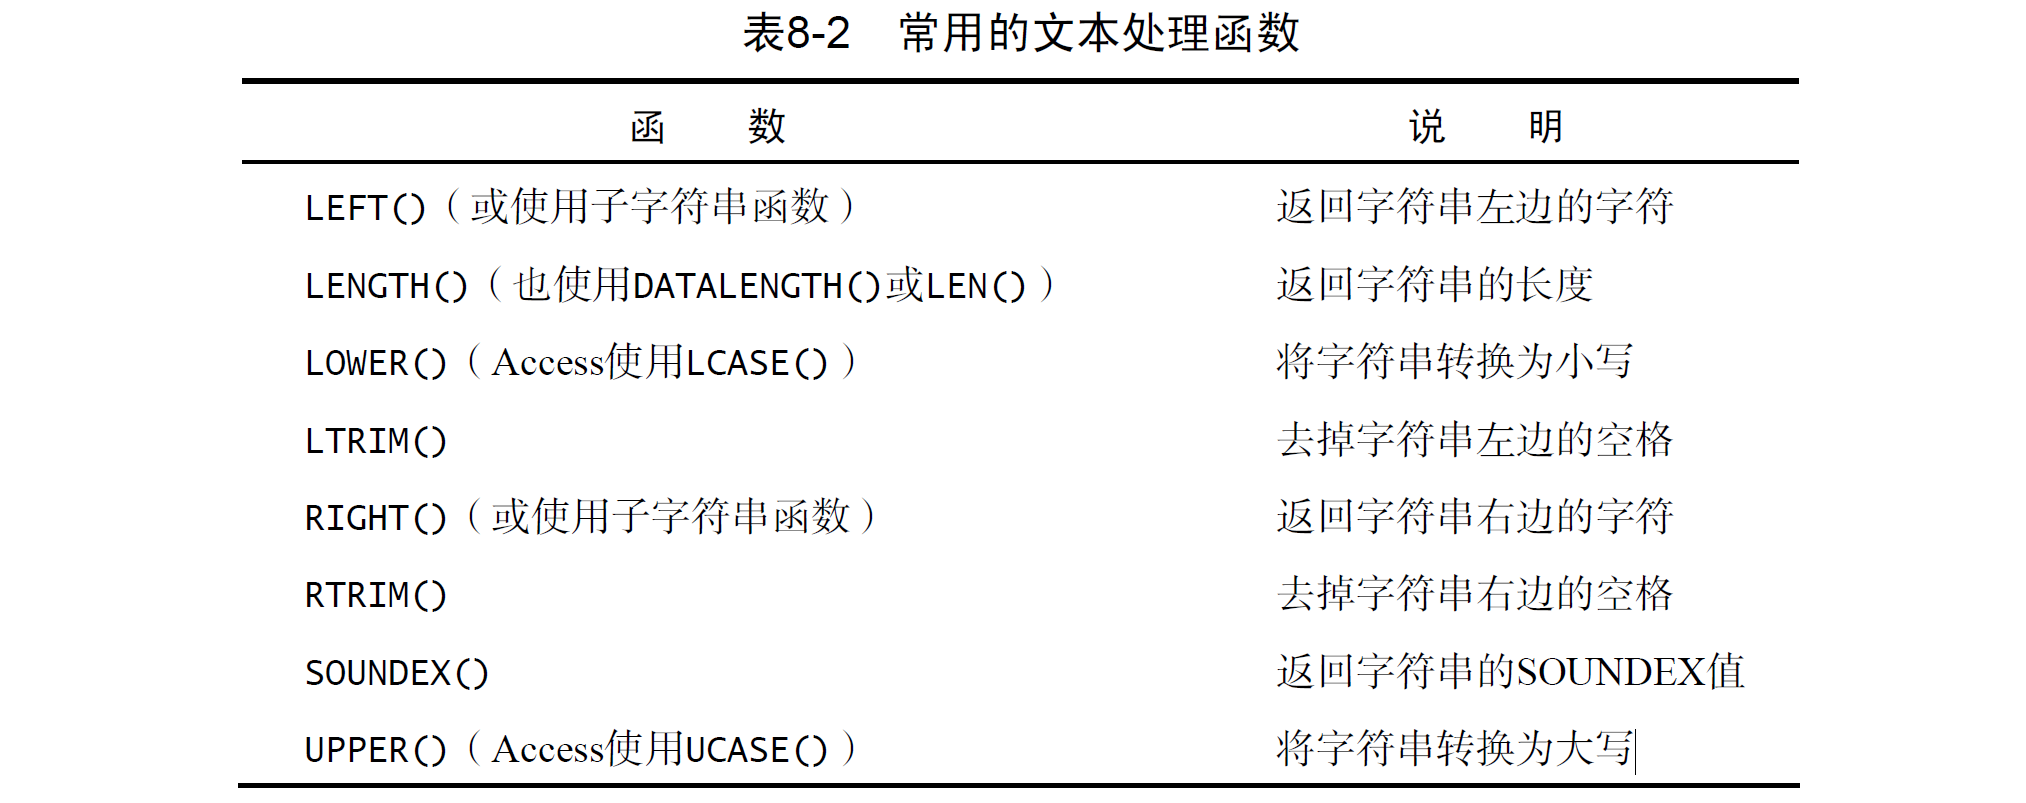 表8-2 常用的文本处理函数
函 数 说 明
LEFT()（或使用子字符串函数） 返回字符串左边的字符
LENGTH()（也使用DATALENGTH()或LEN()） 返回字符串的长度
LOWER()（Access使用LCASE()） 将字符串转换为小写
LTRIM() 去掉字符串左边的空格
RIGHT()（或使用子字符串函数） 返回字符串右边的字符
RTRIM() 去掉字符串右边的空格
SOUNDEX() 返回字符串的SOUNDEX值
UPPER()（Access使用UCASE()） 将字符串转换为大写